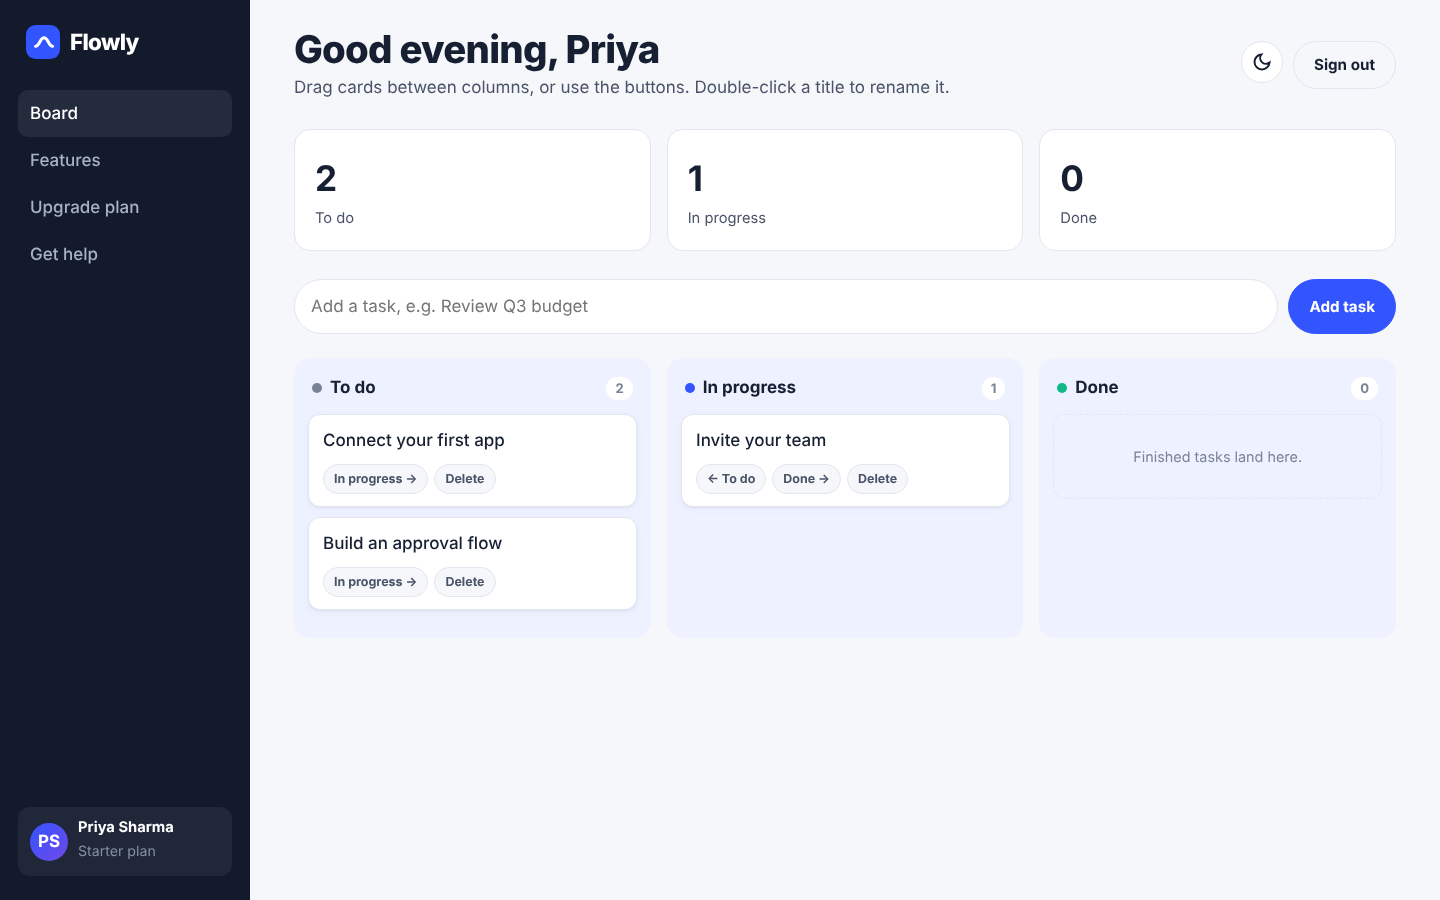 Flowly
Board
Features
Upgrade plan
Get help
PS
Priya Sharma
Starter plan
Good evening, Priya
Drag cards between columns, or use the buttons. Double-click a title to rename it.
Sign out
2
To do
1
In progress
0
Done
Add a task, e.g. Review Q3 budget
Add task
To do
2
Connect your first app
In progress →
Delete
Build an approval flow
In progress →
Delete
In progress
1
Invite your team
← To do
Done →
Delete
Done
0
Finished tasks land here.